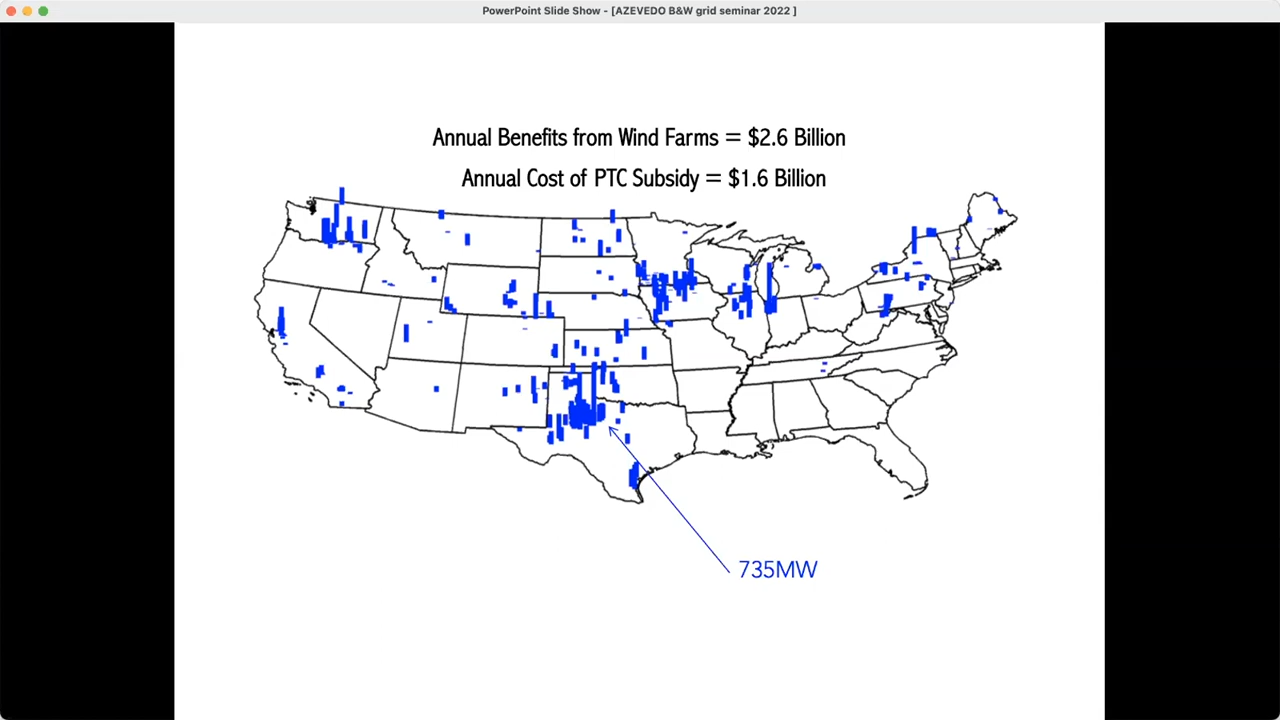 PowerPoint Slide Show - [AZEVEDO B&W grid seminar 2022 ]
Annual Benefits from Wind Farms = $2.6 Billion
Annual Cost of PTC Subsidy = $1.6 Billion
735MW